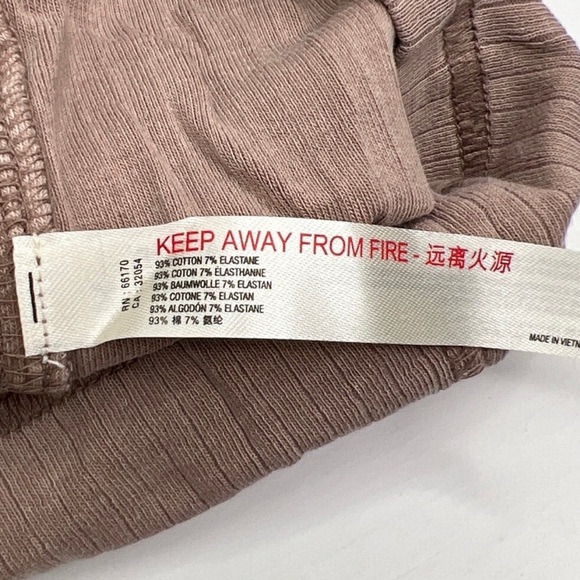 KEEP AWAY FROM FIRE - 远离火源
93% COTTON 7% ELASTANE
93% COTON 7% ÉLASTHANNE
93% BAUMWOLLE 7% ELASTAN
93% COTONE 7% ELASTAN
93% ALGODÓN 7% ELASTANE
93% 棉 7% 氨纶
RN : 66170
CA : 32054
MADE IN VIETN